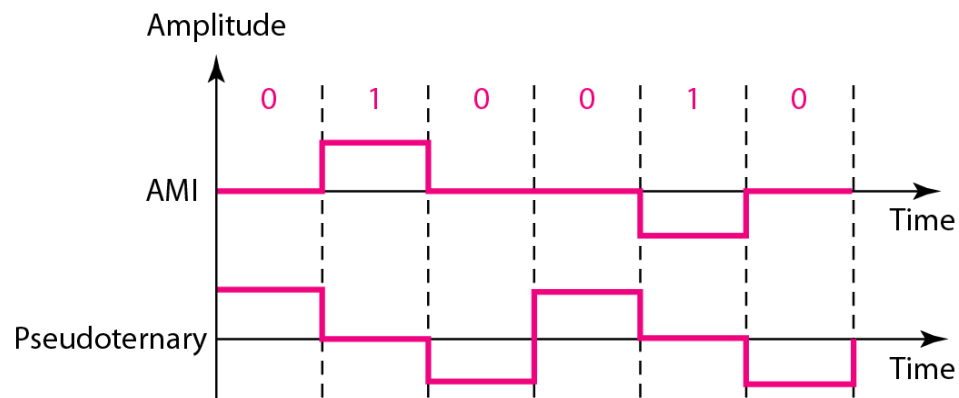 Amplitude
0 1 0 0 1 0
AMI
Time
Pseudoternary
Time